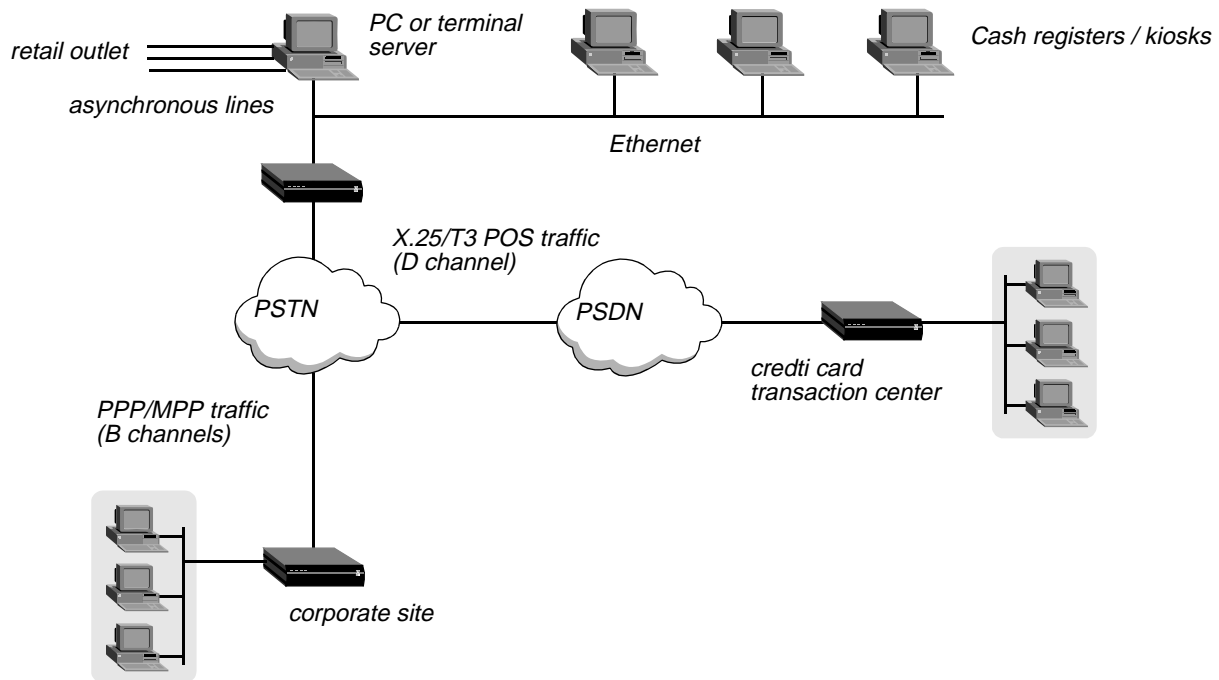 PC or terminal
server
retail outlet
Cash registers / kiosks
asynchronous lines
Ethernet
X.25/T3 POS traffic
(D channel)
PSTN
PSDN
credti card
transaction center
PPP/MPP traffic
(B channels)
corporate site